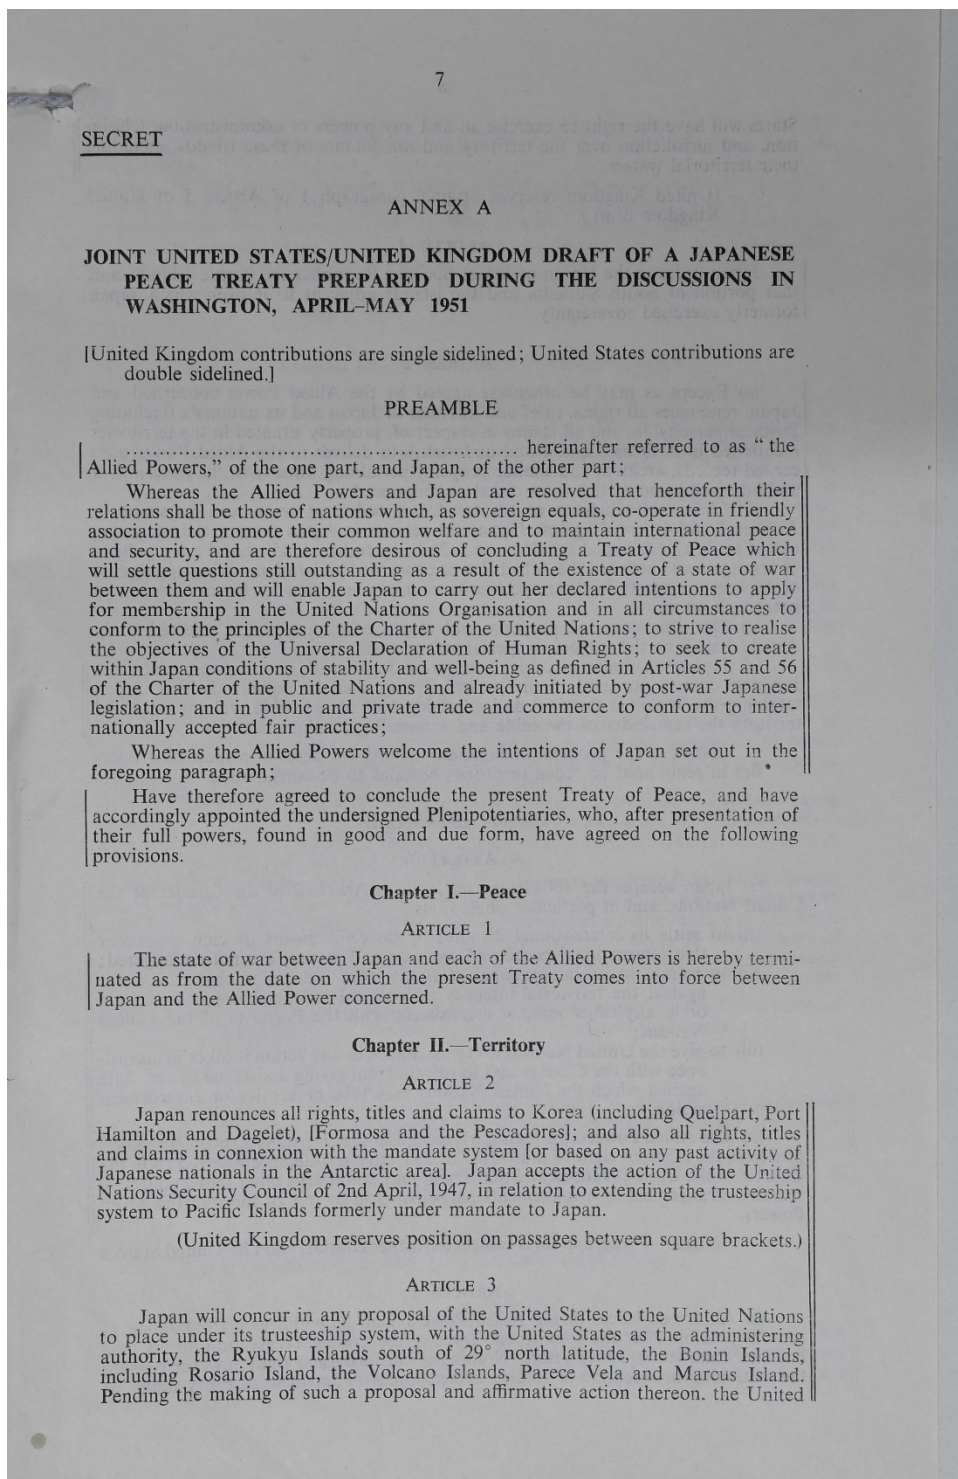 7
SECRET
ANNEX A
JOINT UNITED STATES/UNITED KINGDOM DRAFT OF A JAPANESE
PEACE TREATY PREPARED DURING THE DISCUSSIONS IN
WASHINGTON, APRIL–MAY 1951
[United Kingdom contributions are single sidelined; United States contributions are
double sidelined.]
PREAMBLE
...................................................... hereinafter referred to as “ the
Allied Powers,” of the one part, and Japan, of the other part;
Whereas the Allied Powers and Japan are resolved that henceforth their
relations shall be those of nations which, as sovereign equals, co-operate in friendly
association to promote their common welfare and to maintain international peace
and security, and are therefore desirous of concluding a Treaty of Peace which
will settle questions still outstanding as a result of the existence of a state of war
between them and will enable Japan to carry out her declared intentions to apply
for membership in the United Nations Organisation and in all circumstances to
conform to the principles of the Charter of the United Nations; to strive to realise
the objectives of the Universal Declaration of Human Rights; to seek to create
within Japan conditions of stability and well-being as defined in Articles 55 and 56
of the Charter of the United Nations and already initiated by post-war Japanese
legislation; and in public and private trade and commerce to conform to inter-
nationally accepted fair practices;
Whereas the Allied Powers welcome the intentions of Japan set out in the
foregoing paragraph;
Have therefore agreed to conclude the present Treaty of Peace, and have
accordingly appointed the undersigned Plenipotentiaries, who, after presentation of
their full powers, found in good and due form, have agreed on the following
provisions.
Chapter I.—Peace
ARTICLE 1
The state of war between Japan and each of the Allied Powers is hereby termi-
nated as from the date on which the present Treaty comes into force between
Japan and the Allied Power concerned.
Chapter II.—Territory
ARTICLE 2
Japan renounces all rights, titles and claims to Korea (including Quelpart, Port
Hamilton and Dagelet), [Formosa and the Pescadores]; and also all rights, titles
and claims in connexion with the mandate system [or based on any past activity of
Japanese nationals in the Antarctic area]. Japan accepts the action of the United
Nations Security Council of 2nd April, 1947, in relation to extending the trusteeship
system to Pacific Islands formerly under mandate to Japan.
(United Kingdom reserves position on passages between square brackets.)
ARTICLE 3
Japan will concur in any proposal of the United States to the United Nations
to place under its trusteeship system, with the United States as the administering
authority, the Ryukyu Islands south of 29° north latitude, the Bonin Islands,
including Rosario Island, the Volcano Islands, Parece Vela and Marcus Island.
Pending the making of such a proposal and affirmative action thereon, the United